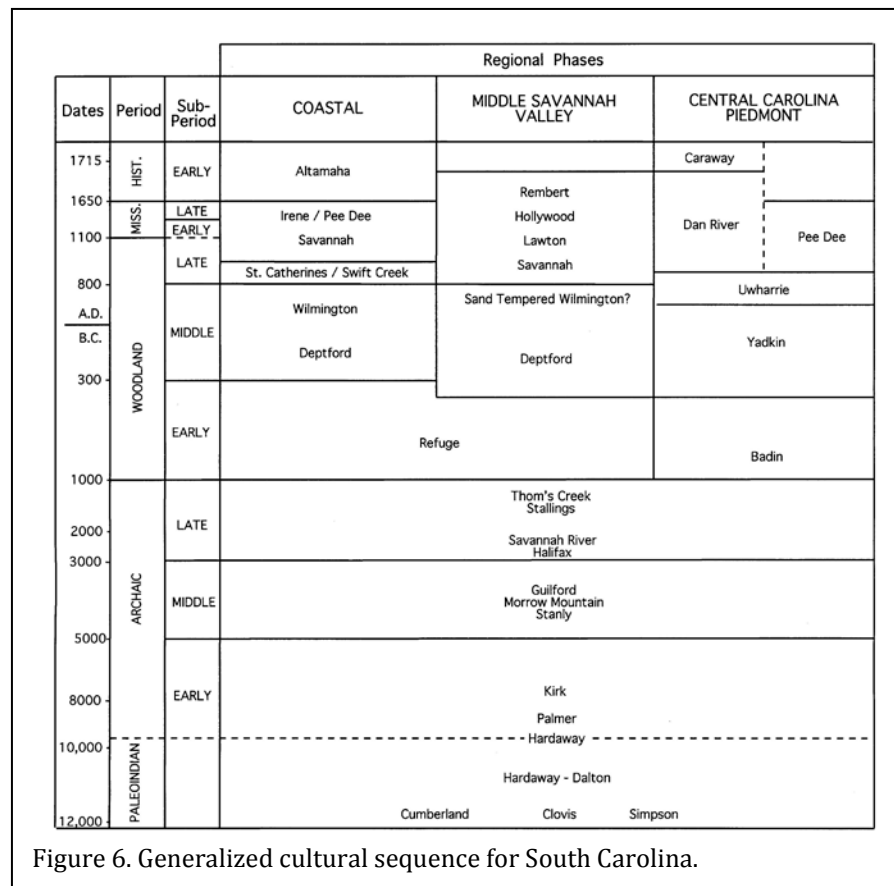 Regional Phases
Dates Period Sub-Period COASTAL MIDDLE SAVANNAH VALLEY CENTRAL CAROLINA PIEDMONT
1715 HIST. EARLY Altamaha Caraway
Rembert
1650
MISS. LATE Irene / Pee Dee Hollywood Dan River Pee Dee
EARLY
1100 Savannah Lawton
LATE Savannah
St. Catherines / Swift Creek
800 Uwharrie
Sand Tempered Wilmington?
A.D. Wilmington
B.C. WOODLAND MIDDLE Yadkin
Deptford Deptford
300
EARLY Refuge Badin
1000
Thom's Creek
Stallings
2000 LATE
Savannah River
Halifax
3000
ARCHAIC MIDDLE Guilford
Morrow Mountain
Stanly
5000
8000 EARLY Kirk
Palmer
Hardaway
10,000
PALEOINDIAN Hardaway - Dalton
12,000 Cumberland Clovis Simpson
Figure 6. Generalized cultural sequence for South Carolina.